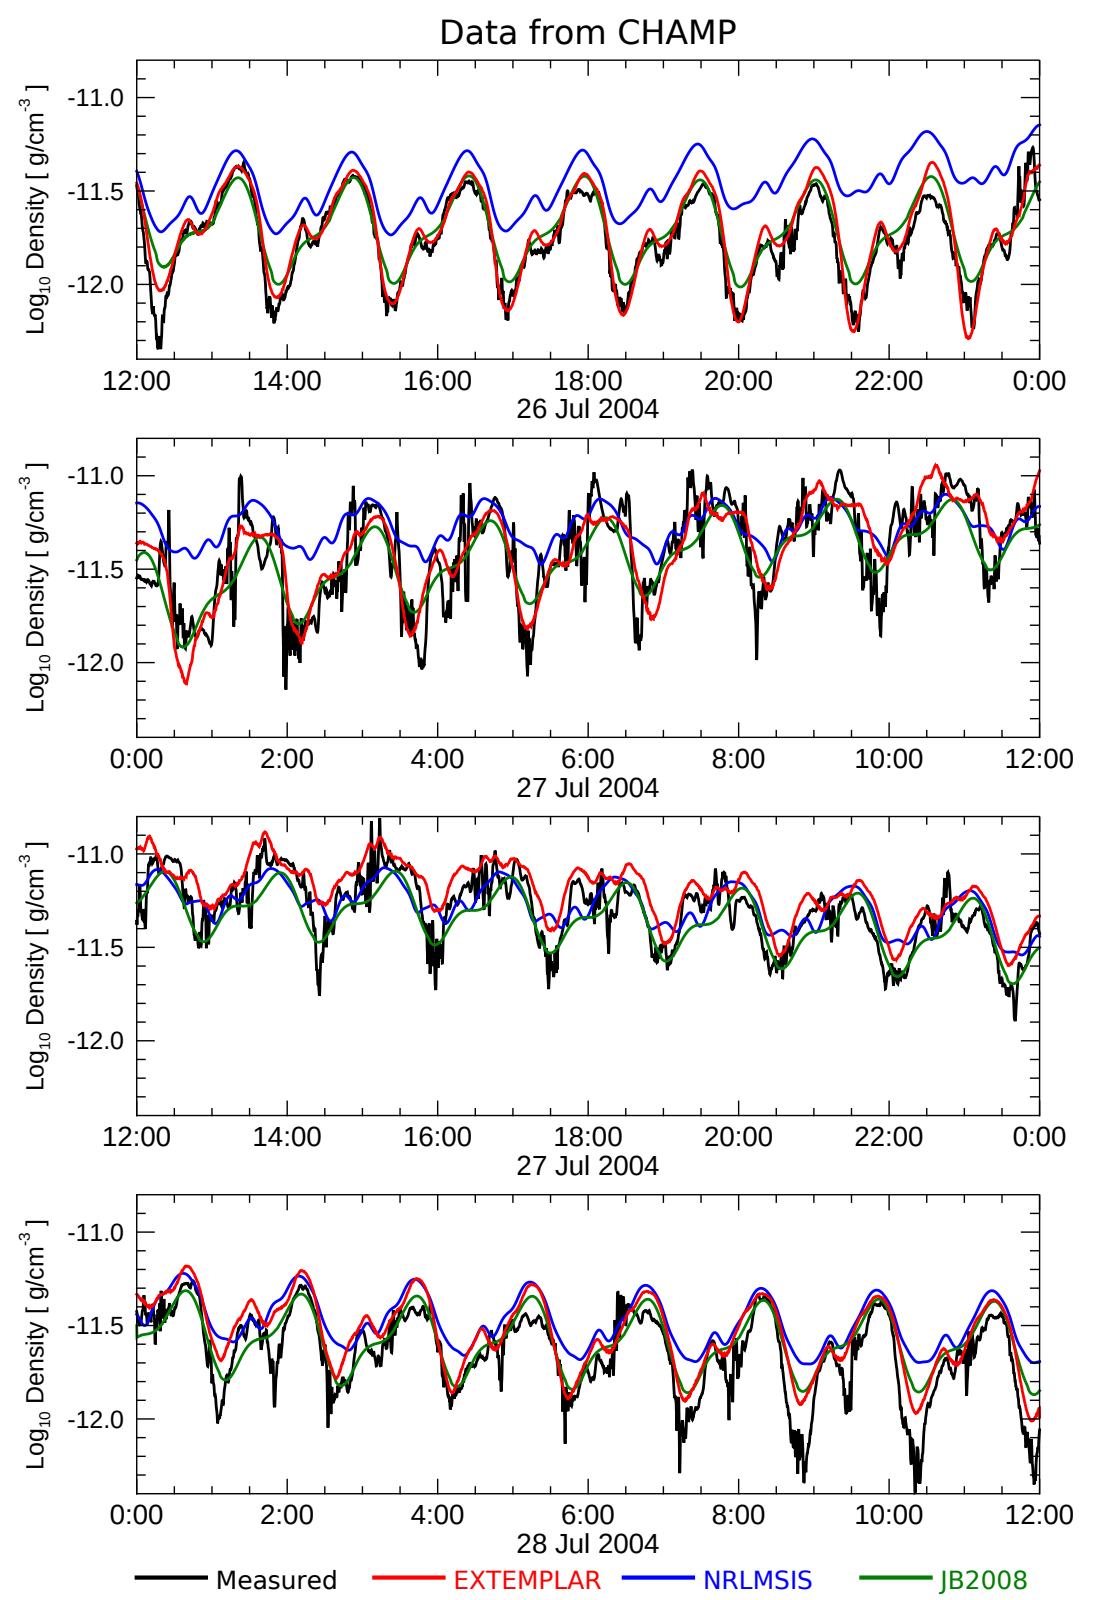 Data from CHAMP
Log10 Density [ g/cm-3 ]
-11.0
-11.5
-12.0
12:00 14:00 16:00 18:00 20:00 22:00 0:00
26 Jul 2004
Log10 Density [ g/cm-3 ]
-11.0
-11.5
-12.0
0:00 2:00 4:00 6:00 8:00 10:00 12:00
27 Jul 2004
Log10 Density [ g/cm-3 ]
-11.0
-11.5
-12.0
12:00 14:00 16:00 18:00 20:00 22:00 0:00
27 Jul 2004
Log10 Density [ g/cm-3 ]
-11.0
-11.5
-12.0
0:00 2:00 4:00 6:00 8:00 10:00 12:00
28 Jul 2004
Measured EXTEMPLAR NRLMSIS JB2008